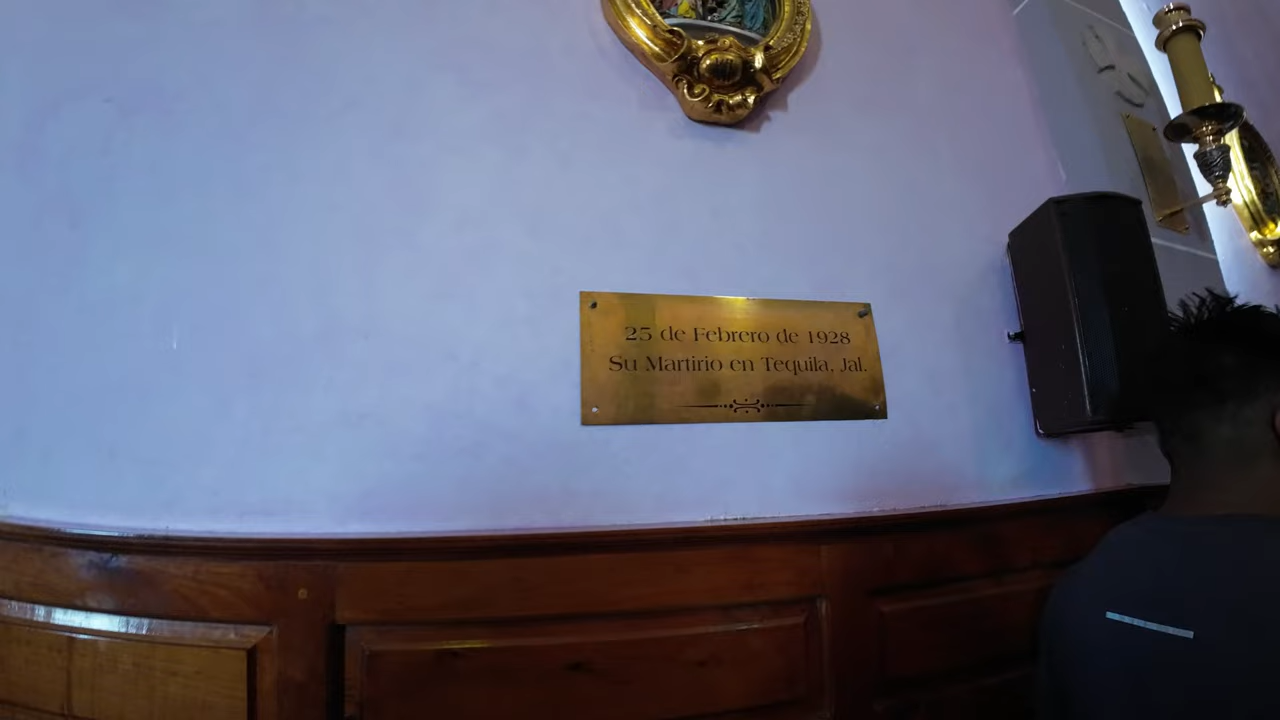 25 de Febrero de 1928
Su Martirio en Tequila, Jal.